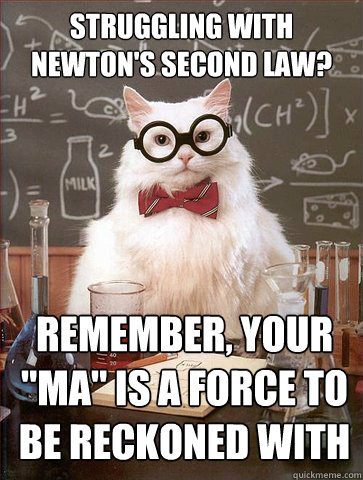 STRUGGLING WITH
NEWTON'S SECOND LAW?
MILK
REMEMBER, YOUR
"MA" IS A FORCE TO
BE RECKONED WITH
quickmeme.com